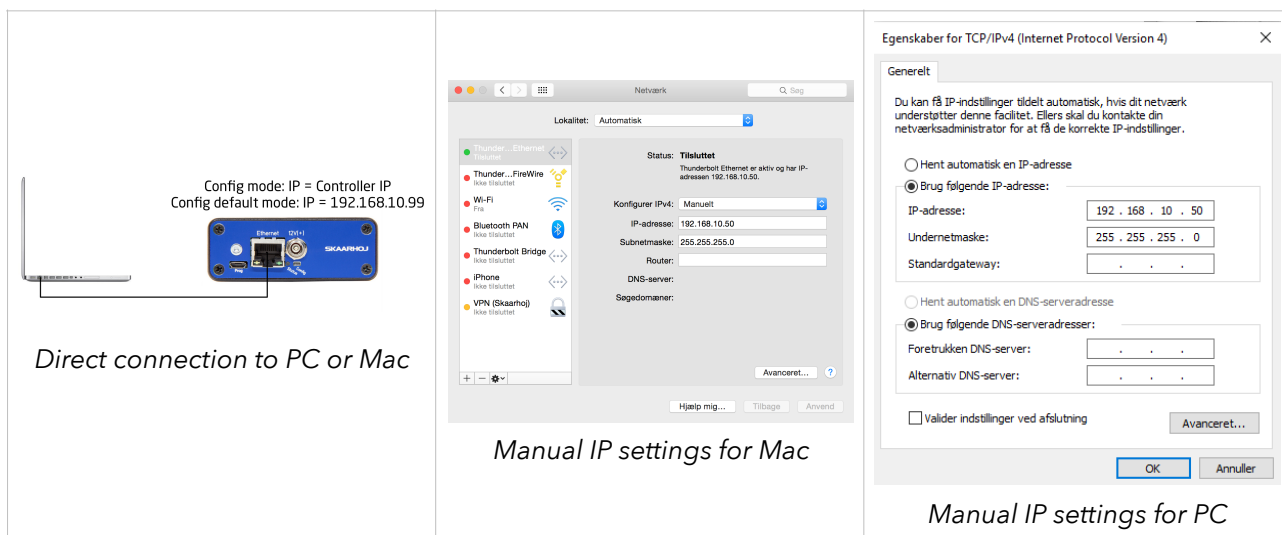 Config mode: IP = Controller IP
Config default mode: IP = 192.168.10.99
Ethernet 12V(+)
SKAARHOJ
Prog
Config
Direct connection to PC or Mac
Netværk
Søg
Lokalitet: Automatisk
Thunder...Ethernet
Tilsluttet
Thunder...FireWire
Ikke tilsluttet
Wi-Fi
Fra
Bluetooth PAN
Ikke tilsluttet
Thunderbolt Bridge
Ikke tilsluttet
iPhone
Ikke tilsluttet
VPN (Skaarhoj)
Ikke tilsluttet
Status: Tilsluttet
Thunderbolt Ethernet er aktiv og har IP-
adressen 192.168.10.50.
Konfigurer IPv4: Manuelt
IP-adresse: 192.168.10.50
Subnetmaske: 255.255.255.0
Router:
DNS-server:
Søgedomæner:
Avanceret... ?
Hjælp mig... Tilbage Anvend
Manual IP settings for Mac
Egenskaber for TCP/IPv4 (Internet Protocol Version 4)
Generelt
Du kan få IP-indstillinger tildelt automatisk, hvis dit netværk
understøtter denne facilitet. Ellers skal du kontakte din
netværksadministrator for at få de korrekte IP-indstillinger.
Hent automatisk en IP-adresse
Brug følgende IP-adresse:
IP-adresse: 192 . 168 . 10 . 50
Undernetmaske: 255 . 255 . 255 . 0
Standardgateway: . . .
Hent automatisk en DNS-serveradresse
Brug følgende DNS-serveradresser:
Foretrukken DNS-server: . . .
Alternativ DNS-server: . . .
Valider indstillinger ved afslutning
Avanceret...
OK Annuller
Manual IP settings for PC